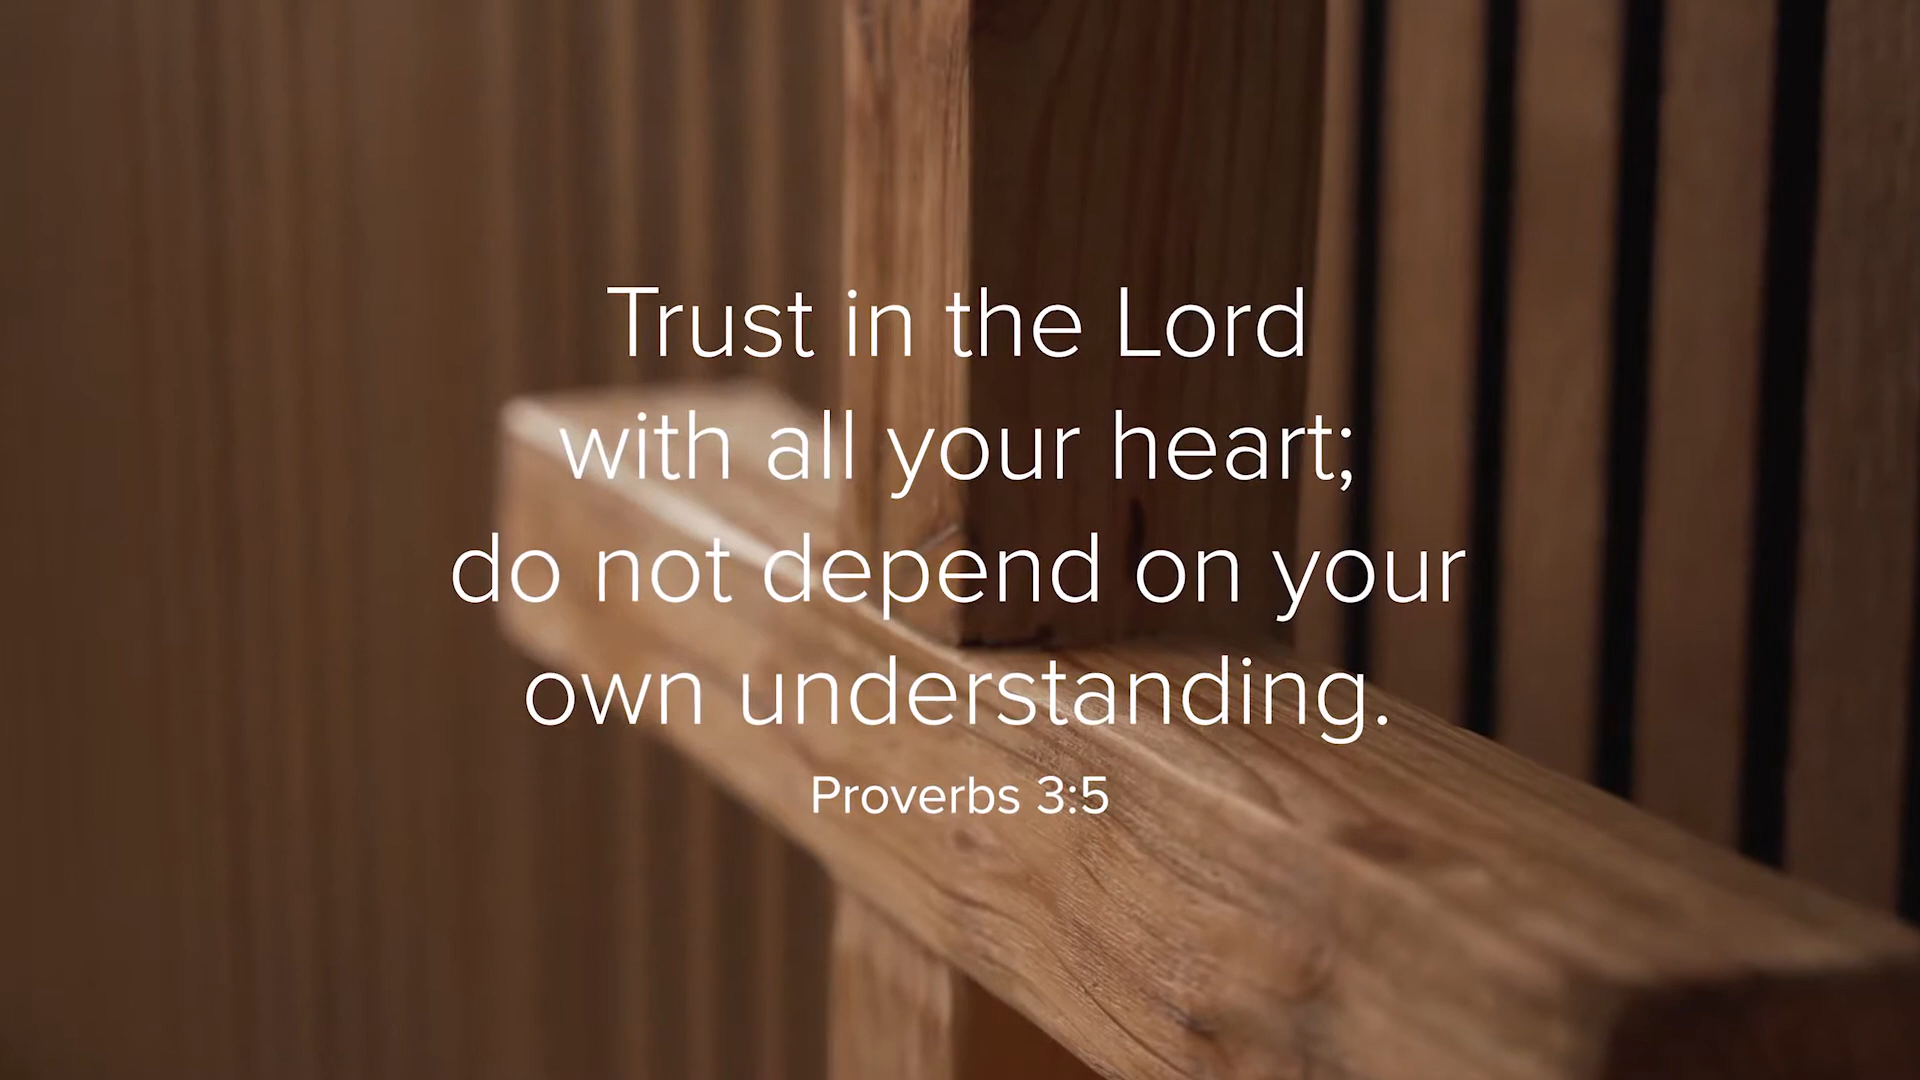 Trust in the Lord
with all your heart;
do not depend on your
own understanding.
Proverbs 3:5